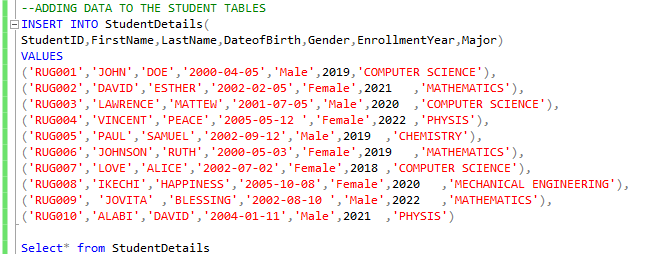 --ADDING DATA TO THE STUDENT TABLES
INSERT INTO StudentDetails(
StudentID,FirstName,LastName,DateofBirth,Gender,EnrollmentYear,Major)
VALUES
('RUG001','JOHN','DOE','2000-04-05','Male',2019,'COMPUTER SCIENCE'),
('RUG002','DAVID','ESTHER','2002-02-05','Female',2021   ,'MATHEMATICS'),
('RUG003','LAWRENCE','MATTEW','2001-07-05','Male',2020  ,'COMPUTER SCIENCE'),
('RUG004','VINCENT','PEACE','2005-05-12 ','Female',2022 ,'PHYSIS'),
('RUG005','PAUL','SAMUEL','2002-09-12','Male',2019  ,'CHEMISTRY'),
('RUG006','JOHNSON','RUTH','2000-05-03','Female',2019   ,'MATHEMATICS'),
('RUG007','LOVE','ALICE','2002-07-02','Female',2018 ,'COMPUTER SCIENCE'),
('RUG008','IKECHI','HAPPINESS','2005-10-08','Female',2020   ,'MECHANICAL ENGINEERING'),
('RUG009', 'JOVITA' ,'BLESSING','2002-08-10 ','Male',2022   ,'MATHEMATICS'),
('RUG010','ALABI','DAVID','2004-01-11','Male',2021  ,'PHYSIS')
Select* from StudentDetails